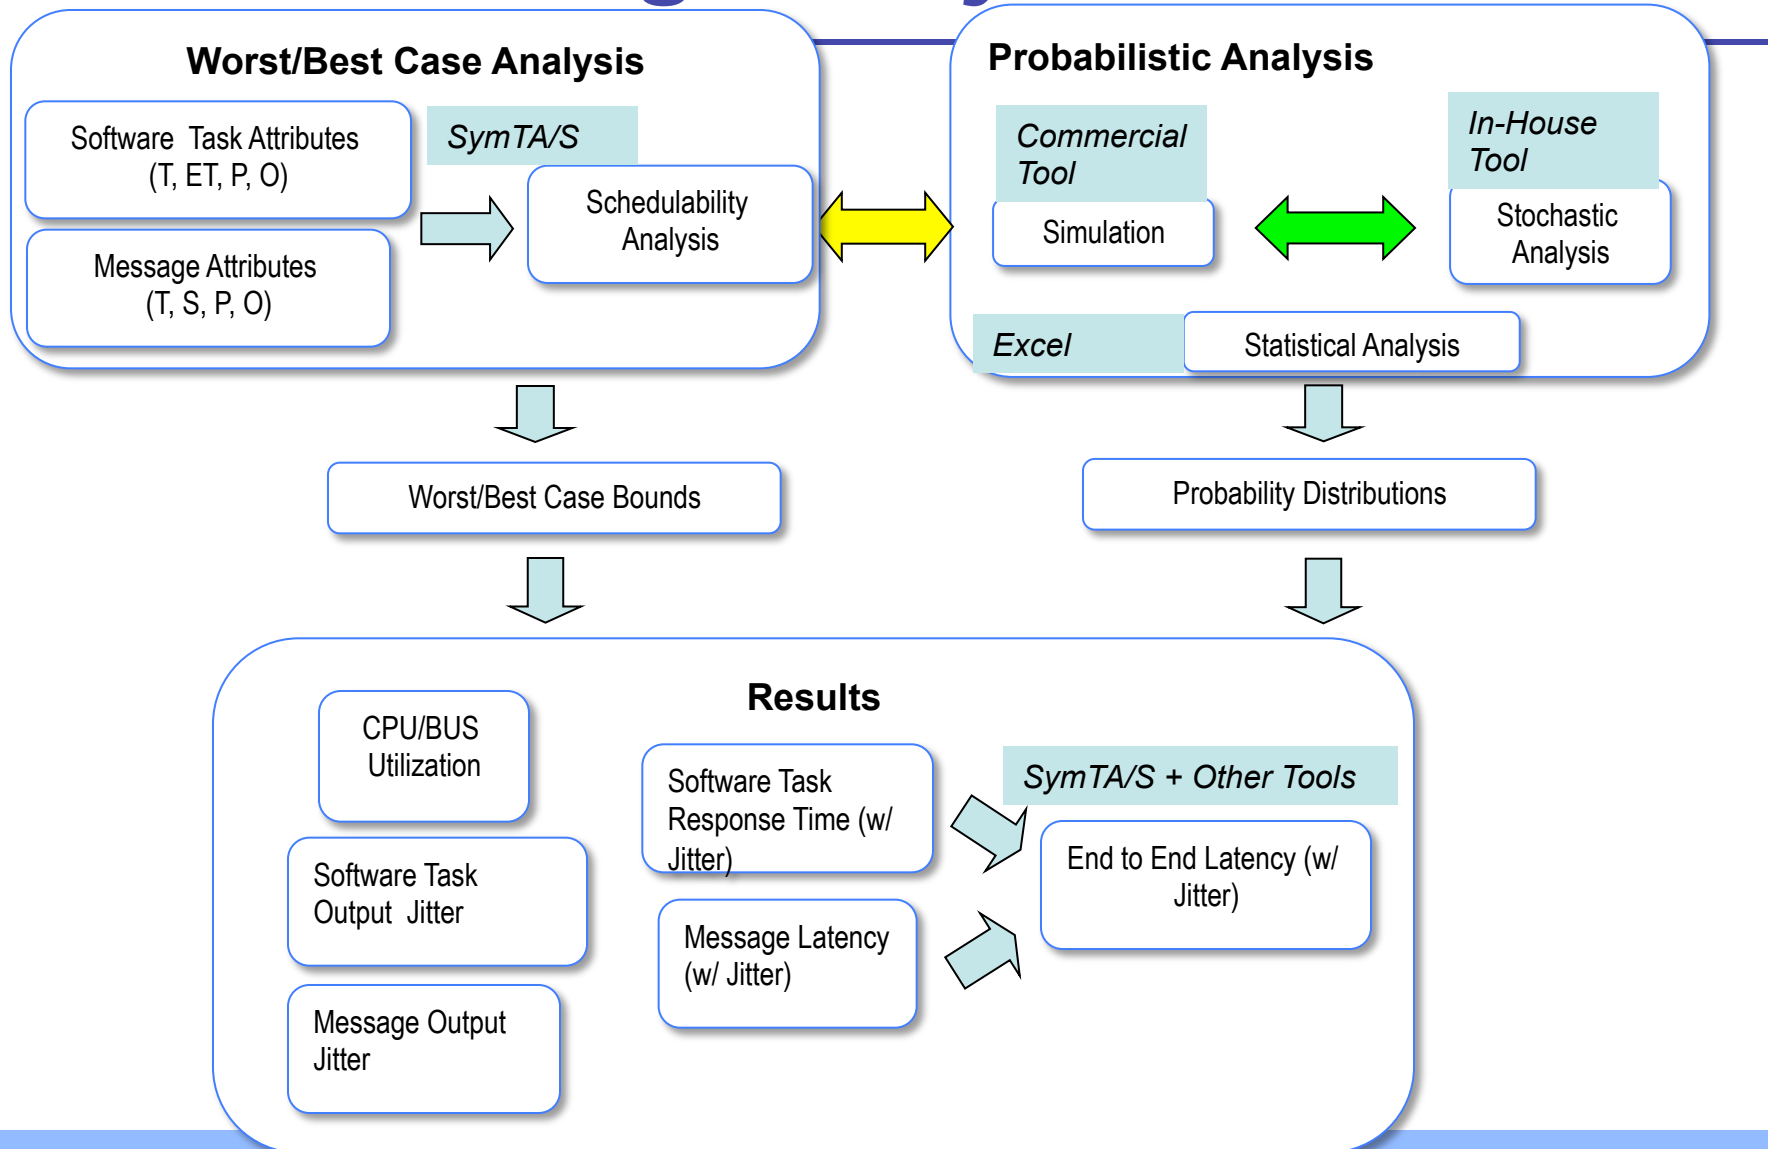 Worst/Best Case Analysis
Software Task Attributes
(T, ET, P, O)
SymTA/S
Schedulability
Analysis
Message Attributes
(T, S, P, O)
Probabilistic Analysis
Commercial
Tool
Simulation
In-House
Tool
Stochastic
Analysis
Excel
Statistical Analysis
Worst/Best Case Bounds
Probability Distributions
Results
CPU/BUS
Utilization
Software Task
Output Jitter
Message Output
Jitter
Software Task
Response Time (w/
Jitter)
Message Latency
(w/ Jitter)
SymTA/S + Other Tools
End to End Latency (w/
Jitter)